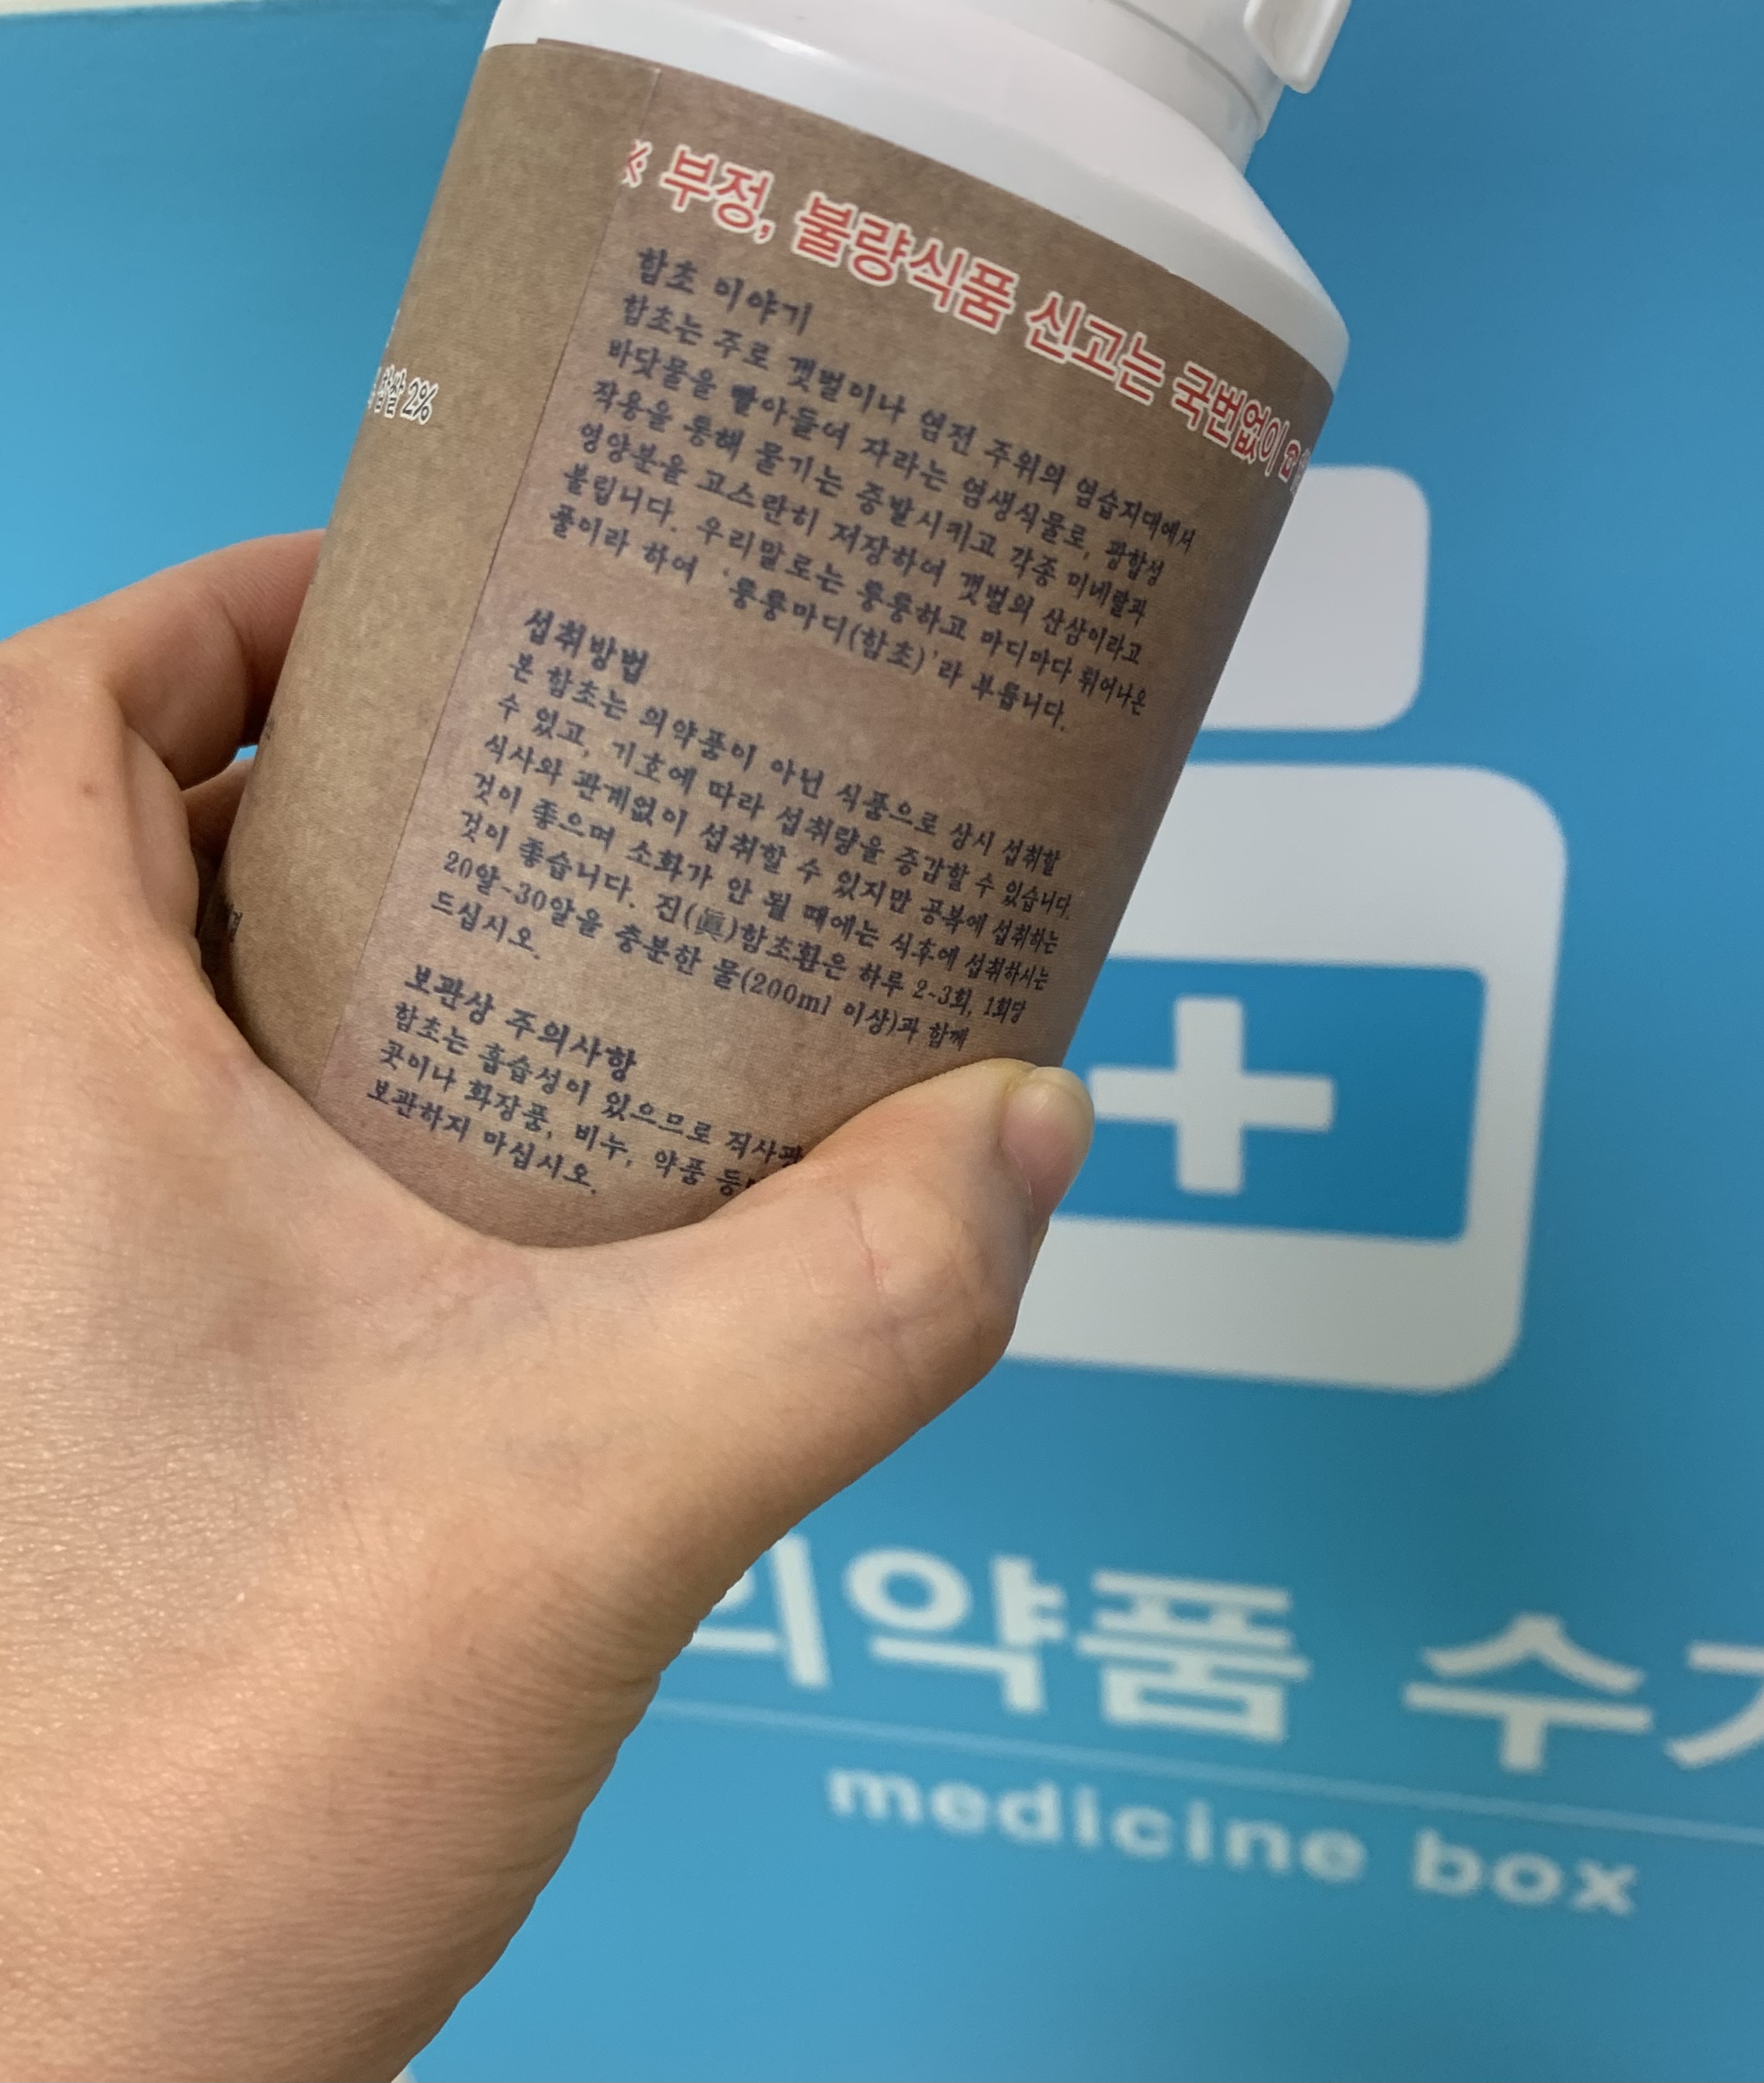 ※ 부정, 불량식품 신고는 국번없이
함초 이야기
함초는 주로 갯벌이나 염전 주위의 염습지대에서
바닷물을 빨아들여 자라는 염생식물로, 광합성
작용을 통해 물기는 증발시키고 각종 미네랄과
영양분을 고스란히 저장하여 갯벌의 산삼이라고
불립니다. 우리말로는 퉁퉁하고 마디마다 튀어나온
풀이라 하여 '퉁퉁마디(함초)'라 부릅니다.
섭취방법
본 함초는 의약품이 아닌 식품으로 상시 섭취할
수 있고, 기호에 따라 섭취량을 증감할 수 있습니다.
식사와 관계없이 섭취할 수 있지만 공복에 섭취하는
것이 좋으며 소화가 안 될 때에는 식후에 섭취하시는
것이 좋습니다. 진(眞)함초환은 하루 2~3회, 1회당
20알~30알을 충분한 물(200ml 이상)과 함께
드십시오.
보관상 주의사항
함초는 흡습성이 있으므로
곳이나 화장품, 비누, 약품
보관하지 마십시오.
찹쌀 2%
의약품
medicine box